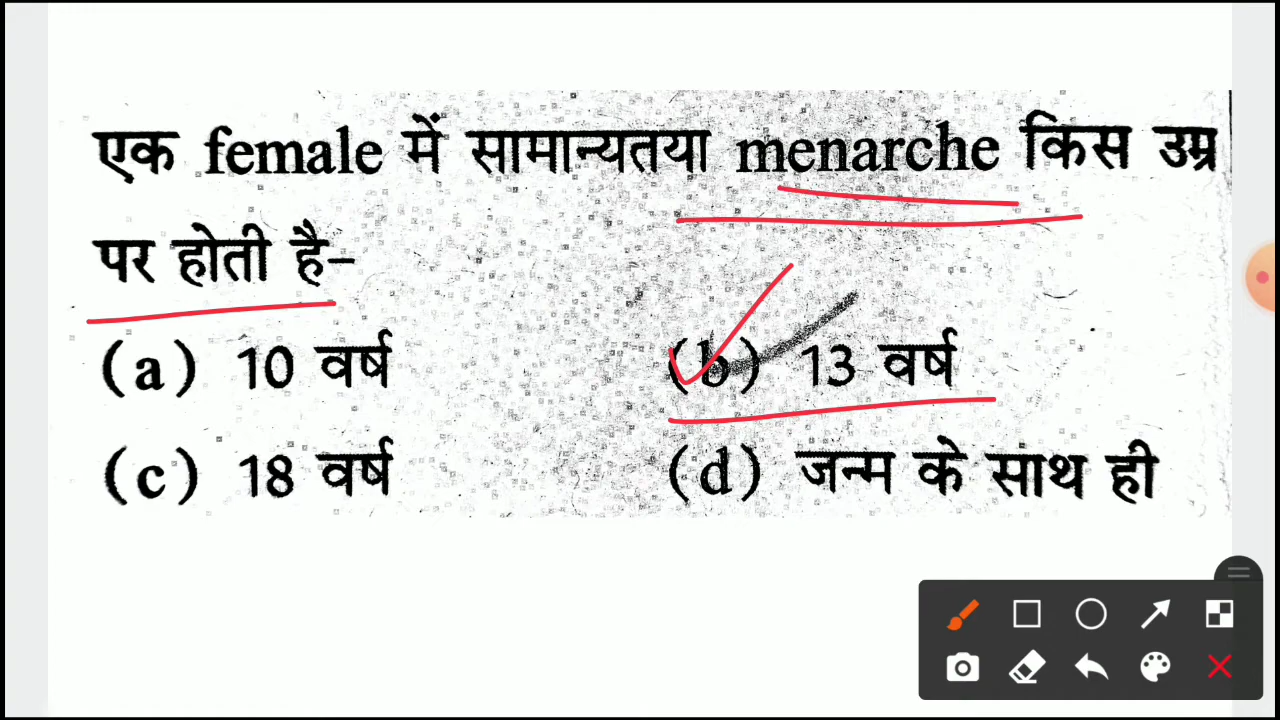 एक female में सामान्यतया menarche किस उम्र
पर होती है–
(a) 10 वर्ष (b) 13 वर्ष
(c) 18 वर्ष (d) जन्म के साथ ही